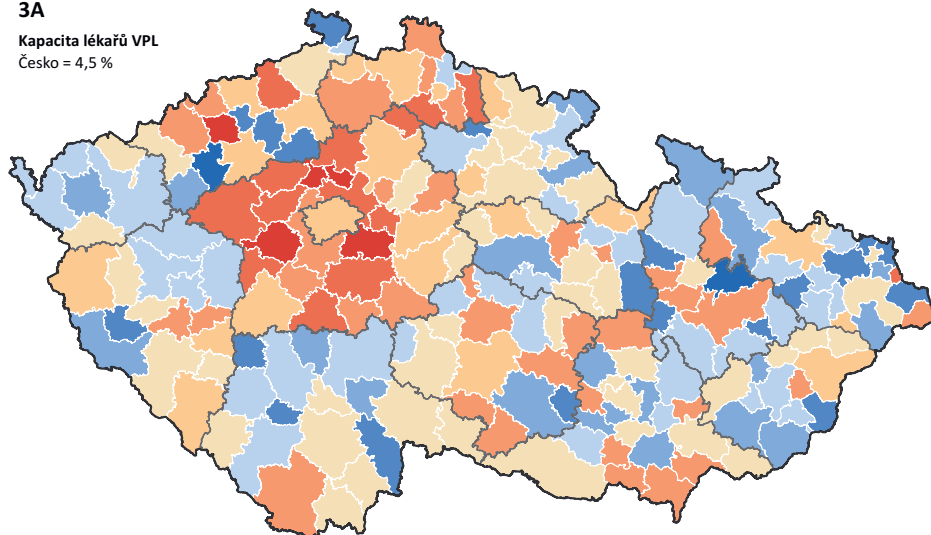 3A
Kapacita lékařů VPL
Česko = 4,5 %